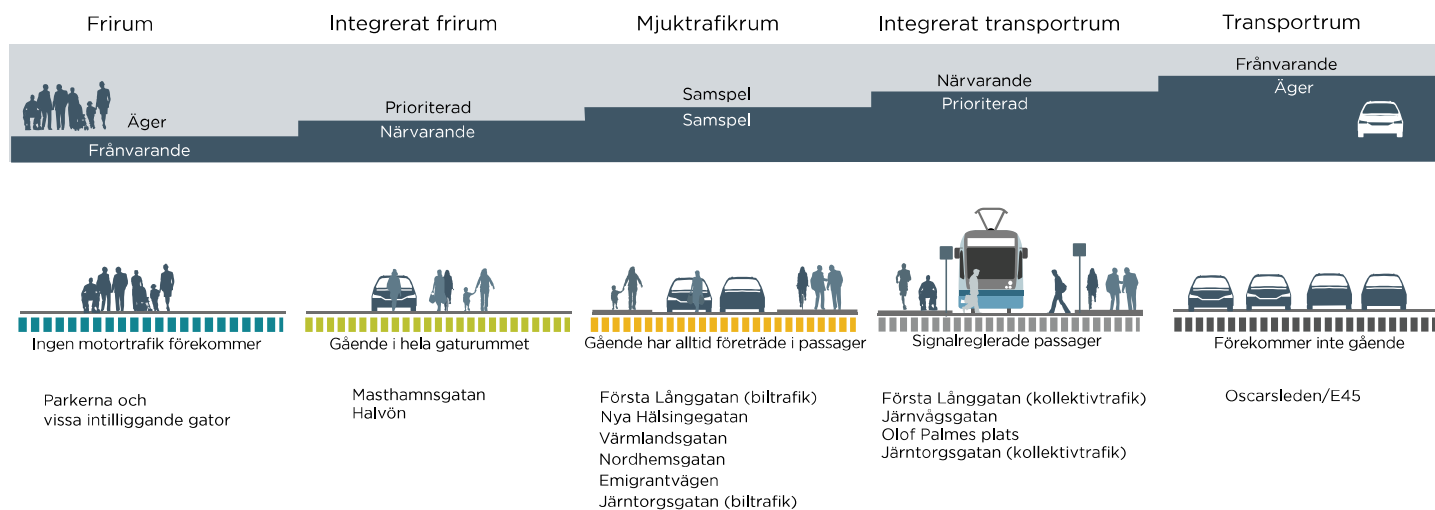 Frirum
Integrerat frirum
Mjuktrafikrum
Integrerat transportrum
Transportrum
Äger
Frånvarande
Prioriterad
Närvarande
Samspel
Samspel
Närvarande
Prioriterad
Frånvarande
Äger
Ingen motortrafik förekommer
Gående i hela gaturummet
Gående har alltid företräde i passager
Signalreglerade passager
Förekommer inte gående
Parkerna och
vissa intilliggande gator
Masthamnsgatan
Halvön
Första Långgatan (biltrafik)
Nya Hälsingegatan
Värmlandsgatan
Nordhemsgatan
Emigrantvägen
Järntorgsgatan (biltrafik)
Första Långgatan (kollektivtrafik)
Järnvågsgatan
Olof Palmes plats
Järntorgsgatan (kollektivtrafik)
Oscarsleden/E45